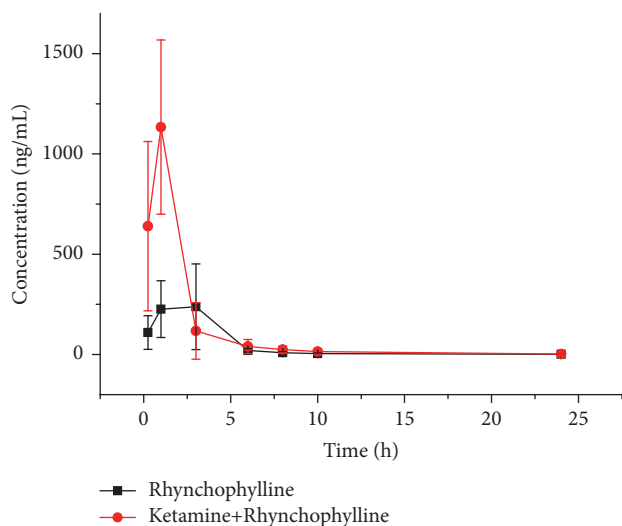 1500
1000
500
0
Concentration (ng/mL)
0 5 10 15 20 25
Time (h)
Rhynchophylline
Ketamine+Rhynchophylline